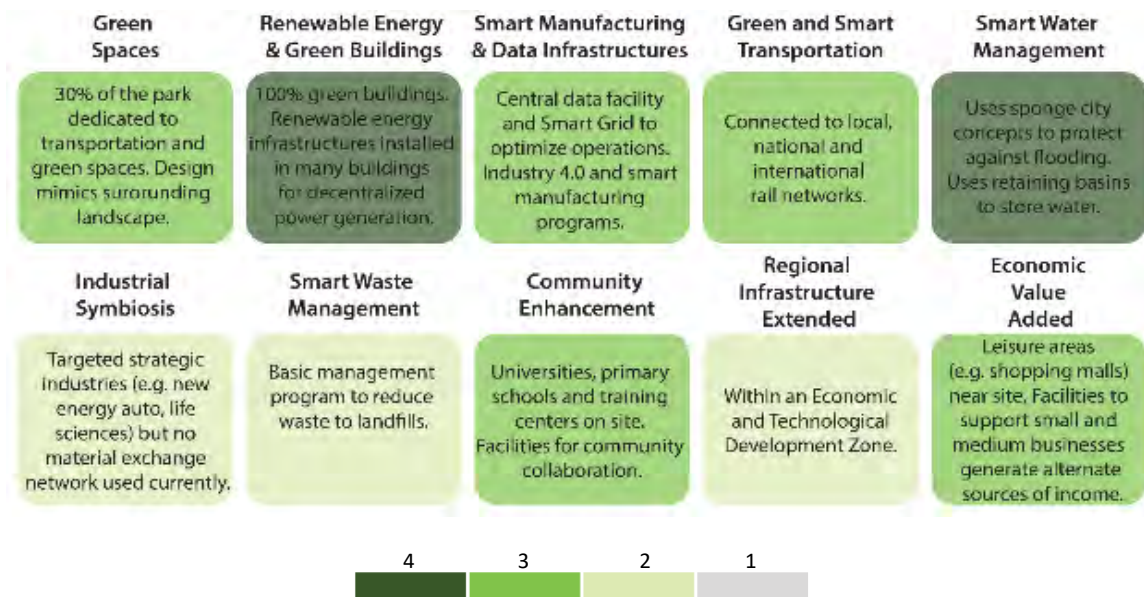 Green
Spaces
30% of the park
dedicated to
transportation and
green spaces. Design
mimics surorunding
landscape.
Renewable Energy
& Green Buildings
100% green buildings.
Renewable energy
infrastructures installed
in many buildings
for decentralized
power generation.
Smart Manufacturing
& Data Infrastructures
Central data facility
and Smart Grid to
optimize operations.
Industry 4.0 and smart
manufacturing
programs.
Green and Smart
Transportation
Connected to local,
national and
international
rail networks.
Smart Water
Management
Uses sponge city
concepts to protect
against flooding.
Uses retaining basins
to store water.
Industrial
Symbiosis
Targeted strategic
industries (e.g. new
energy auto, life
sciences) but no
material exchange
network used currently.
Smart Waste
Management
Basic management
program to reduce
waste to landfills.
Community
Enhancement
Universities, primary
schools and training
centers on site.
Facilities for community
collaboration.
Regional
Infrastructure
Extended
Within an Economic
and Technological
Development Zone.
Economic
Value
Added
Leisure areas
(e.g. shopping malls)
near site. Facilities to
support small and
medium businesses
generate alternate
sources of income.
4 3 2 1